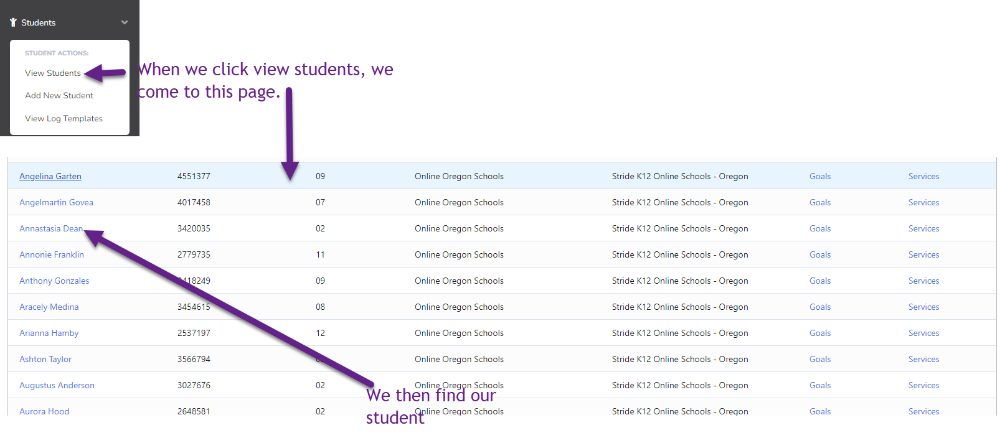 Students
STUDENT ACTIONS:
View Students
Add New Student
View Log Templates
When we click view students, we
come to this page.
Angelina Garten 4551377 09 Online Oregon Schools Stride K12 Online Schools - Oregon Goals Services
Angelmartin Govea 4017458 07 Online Oregon Schools Stride K12 Online Schools - Oregon Goals Services
Annastasia Dean 3420035 02 Online Oregon Schools Stride K12 Online Schools - Oregon Goals Services
Annonie Franklin 2779735 11 Online Oregon Schools Stride K12 Online Schools - Oregon Goals Services
Anthony Gonzales 09 Online Oregon Schools Stride K12 Online Schools - Oregon Goals Services
Aracely Medina 3454615 08 Online Oregon Schools Stride K12 Online Schools - Oregon Goals Services
Arianna Hamby 2537197 12 Online Oregon Schools Stride K12 Online Schools - Oregon Goals Services
Ashton Taylor 3566794 Online Oregon Schools Stride K12 Online Schools - Oregon Goals Services
Augustus Anderson 3027676 02 Online Oregon Schools Stride K12 Online Schools - Oregon Goals Services
Aurora Hood 2648581 02 Online Oregon Schools Stride K12 Online Schools - Oregon Goals Services
We then find our
student